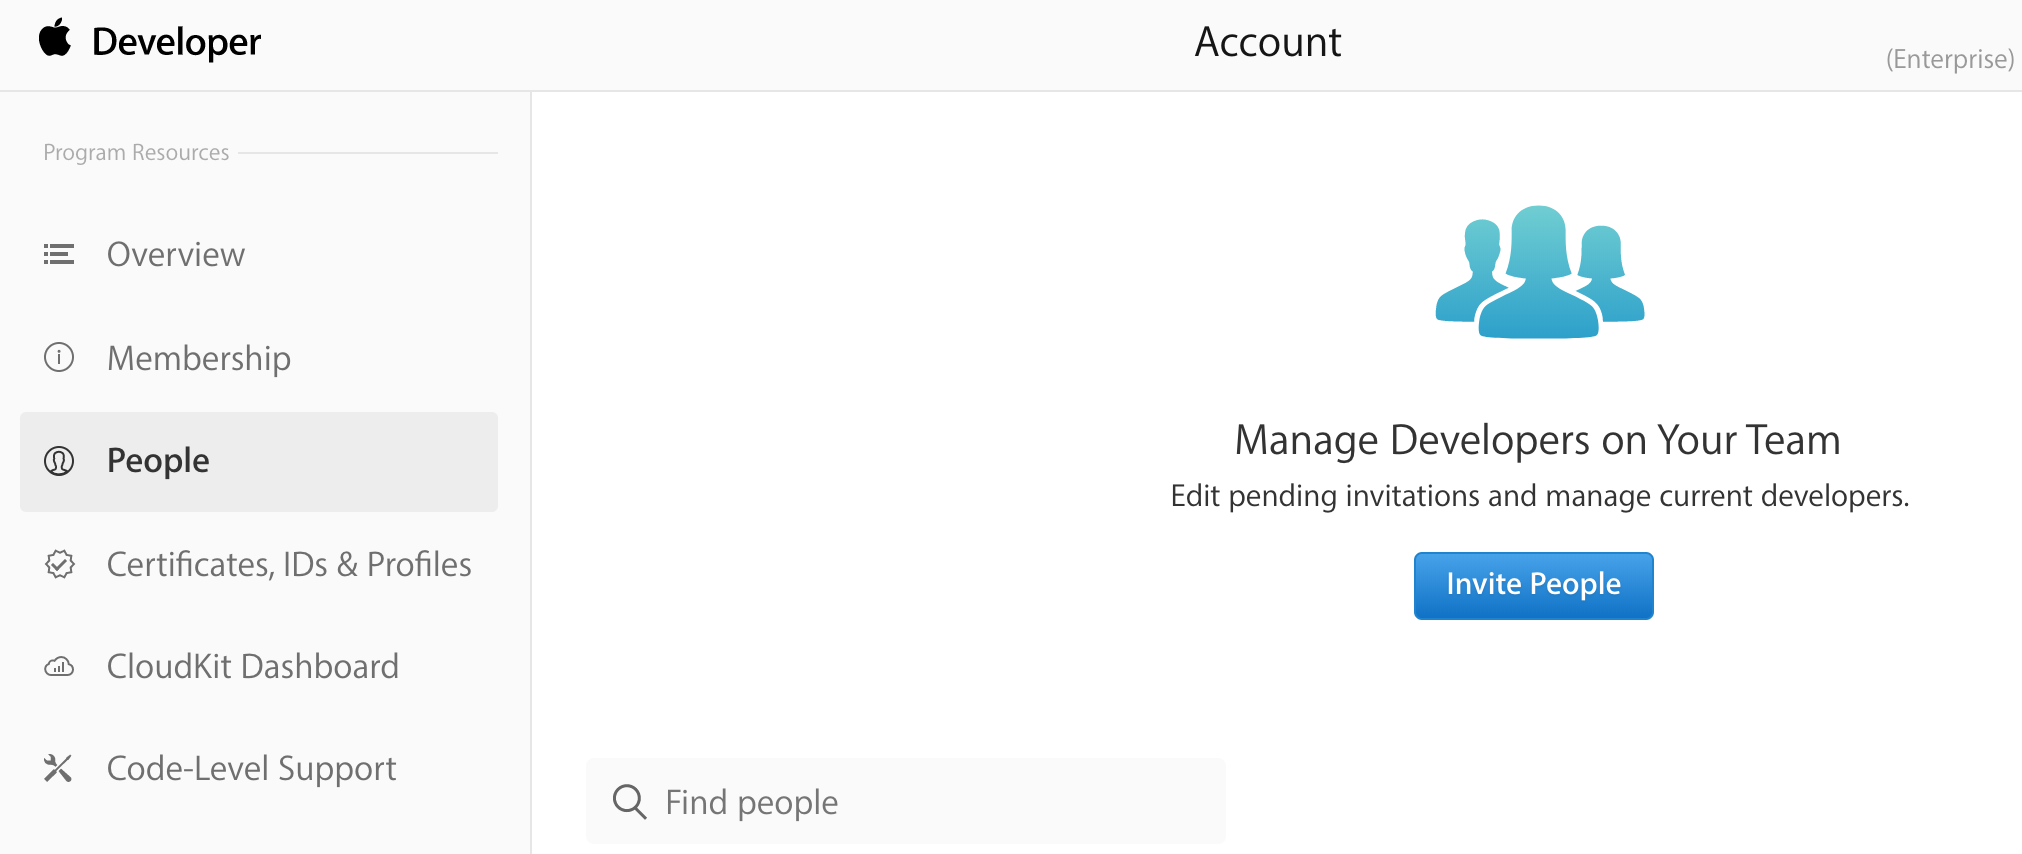 Developer
Account
(Enterprise)
Program Resources
Overview
Membership
People
Certificates, IDs & Profiles
CloudKit Dashboard
Code-Level Support
Manage Developers on Your Team
Edit pending invitations and manage current developers.
Invite People
Find people